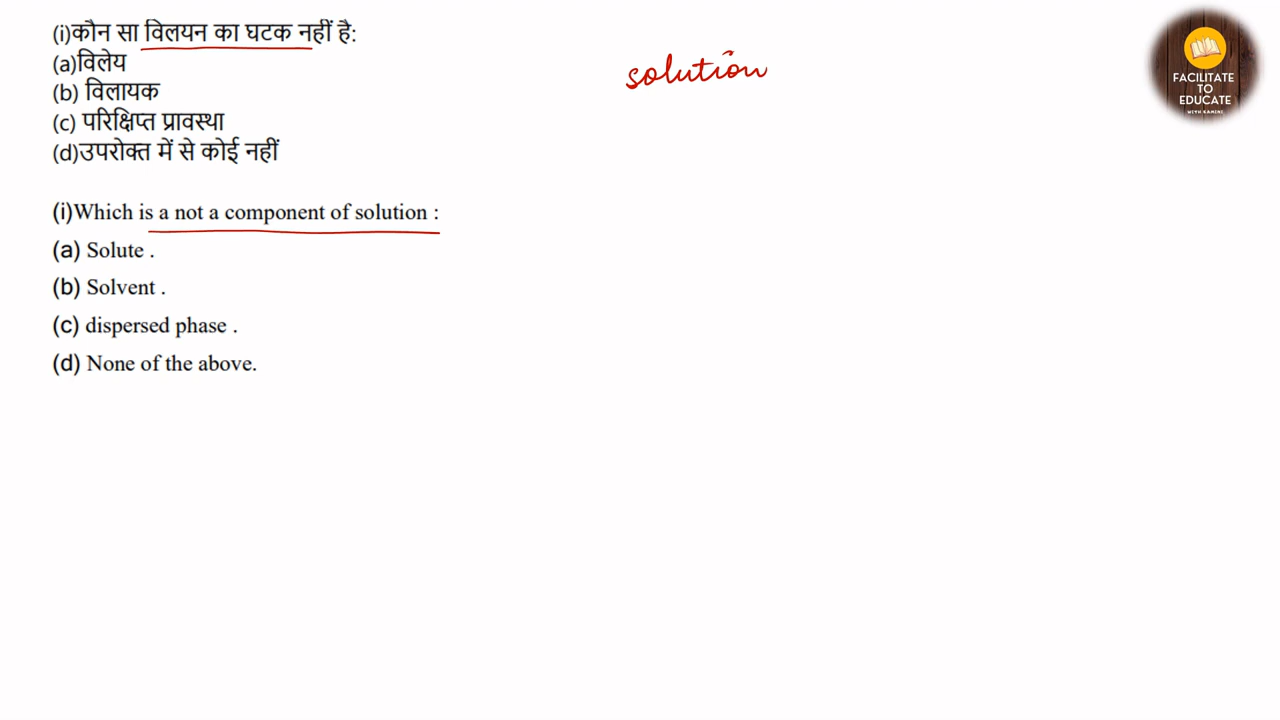 (i)कौन सा विलयन का घटक नहीं है:
(a)विलेय
(b) विलायक
(c) परिक्षिप्त प्रावस्था
(d)उपरोक्त में से कोई नहीं
solution
FACILITATE
TO
EDUCATE
(i)Which is a not a component of solution :
(a) Solute .
(b) Solvent .
(c) dispersed phase .
(d) None of the above.